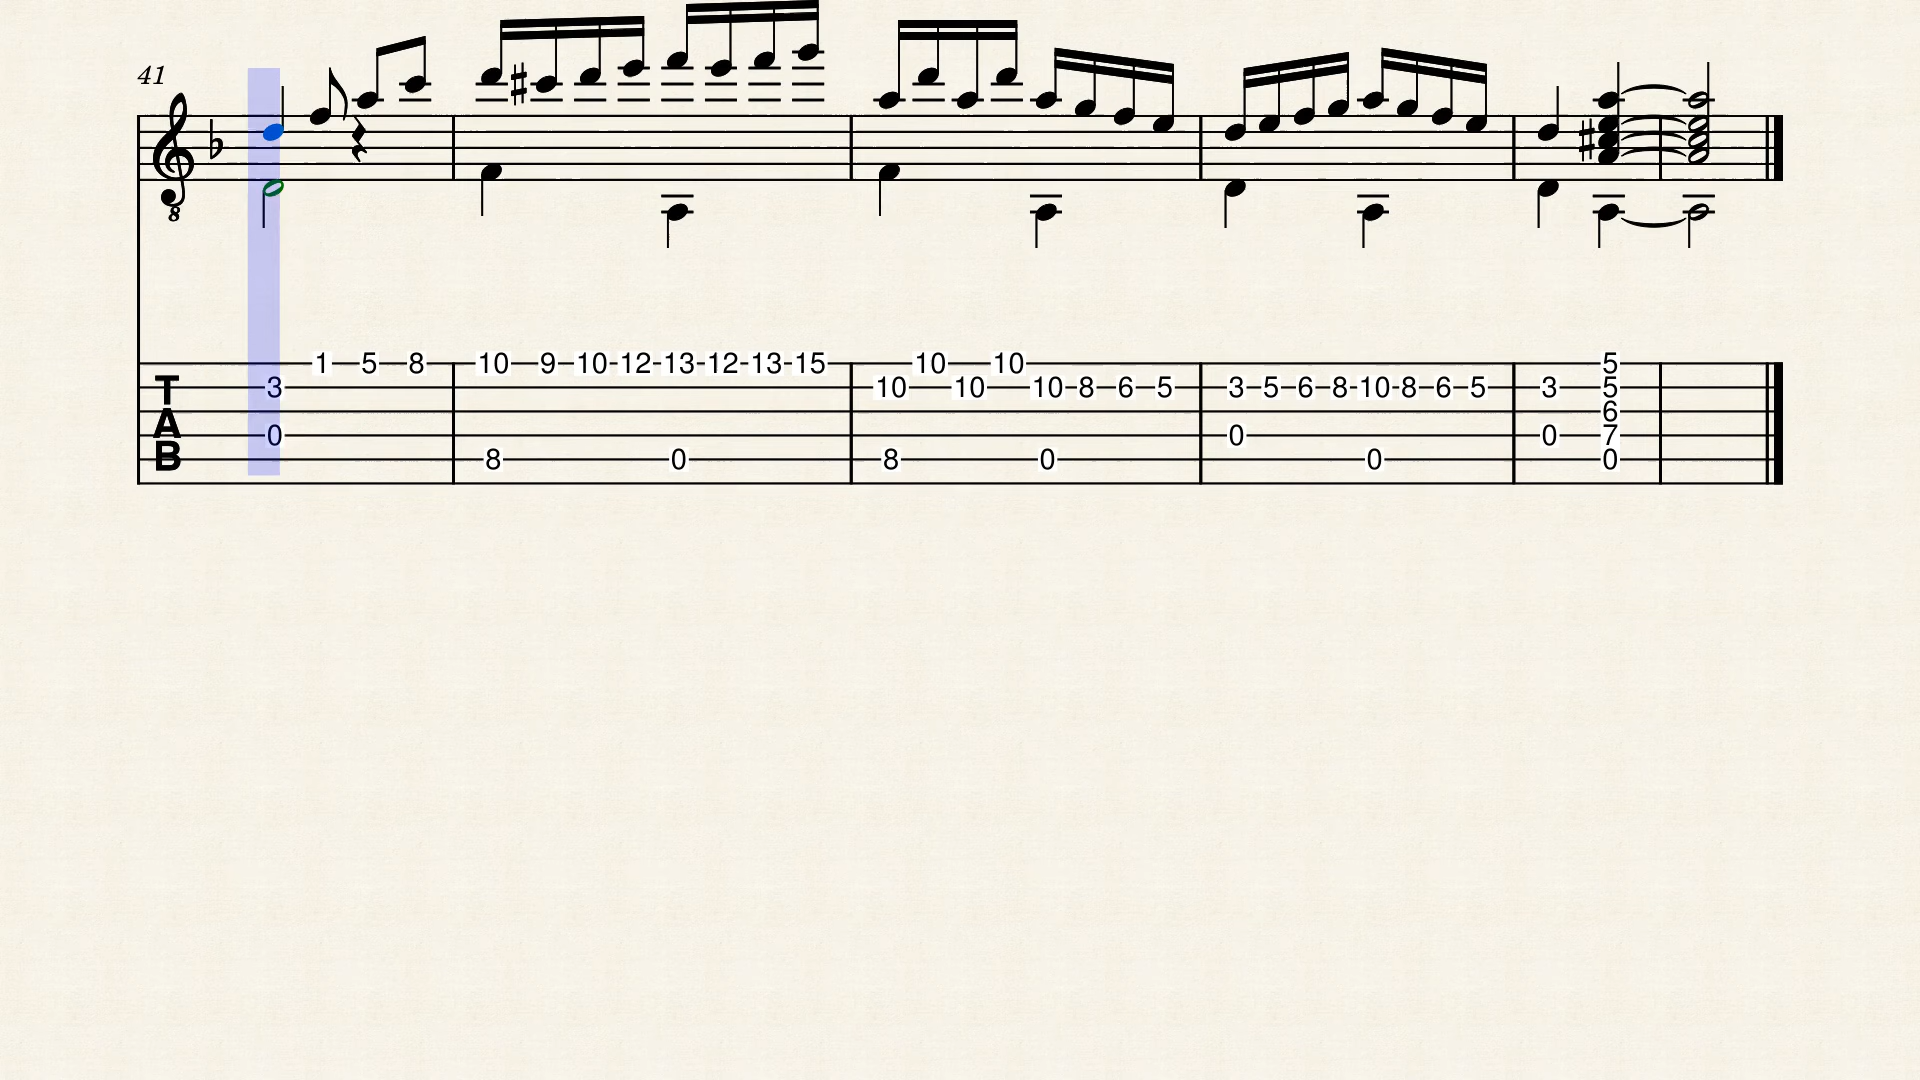 41
8
1 5 8 10 9 10 12 13 12 13 15 10 10 5
T 3 10 10 10 8 6 5 3 5 6 8 10 8 6 5 3 5
A 6
0 0 0 7
B 8 0 8 0 0 0